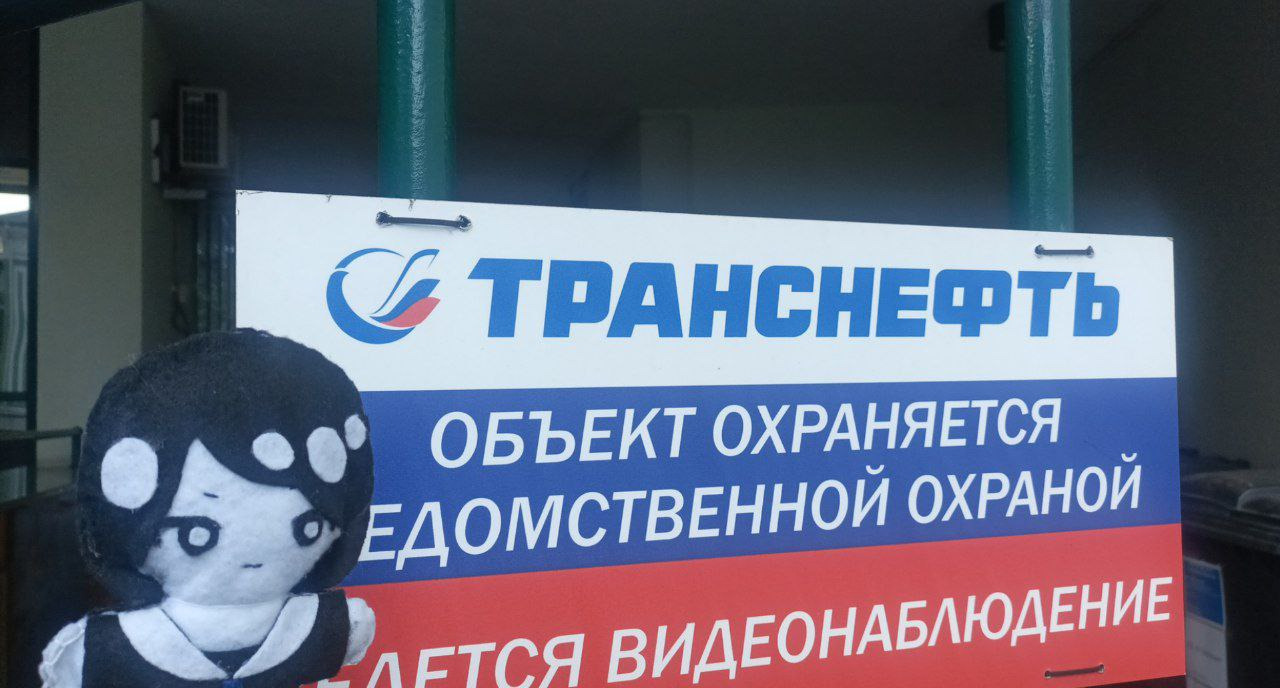 ТРАНСНЕФТЬ
ОБЪЕКТ ОХРАНЯЕТСЯ
ЕДОМСТВЕННОЙ ОХРАНОЙ
ВИДЕОНАБЛЮДЕНИЕ